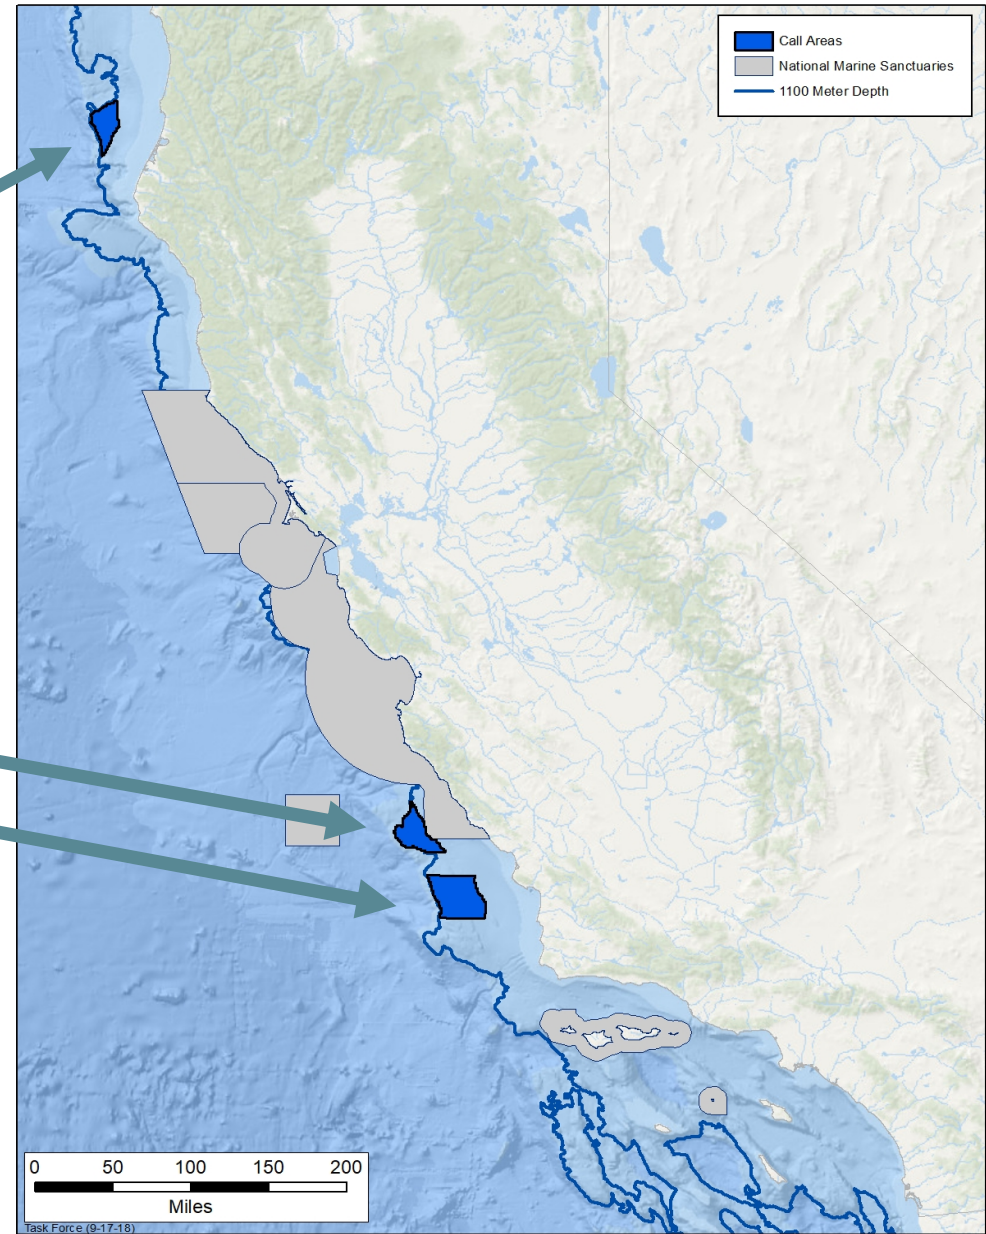 Call Areas
National Marine Sanctuaries
1100 Meter Depth
0 50 100 150 200
Miles
Task Force (9-17-18)